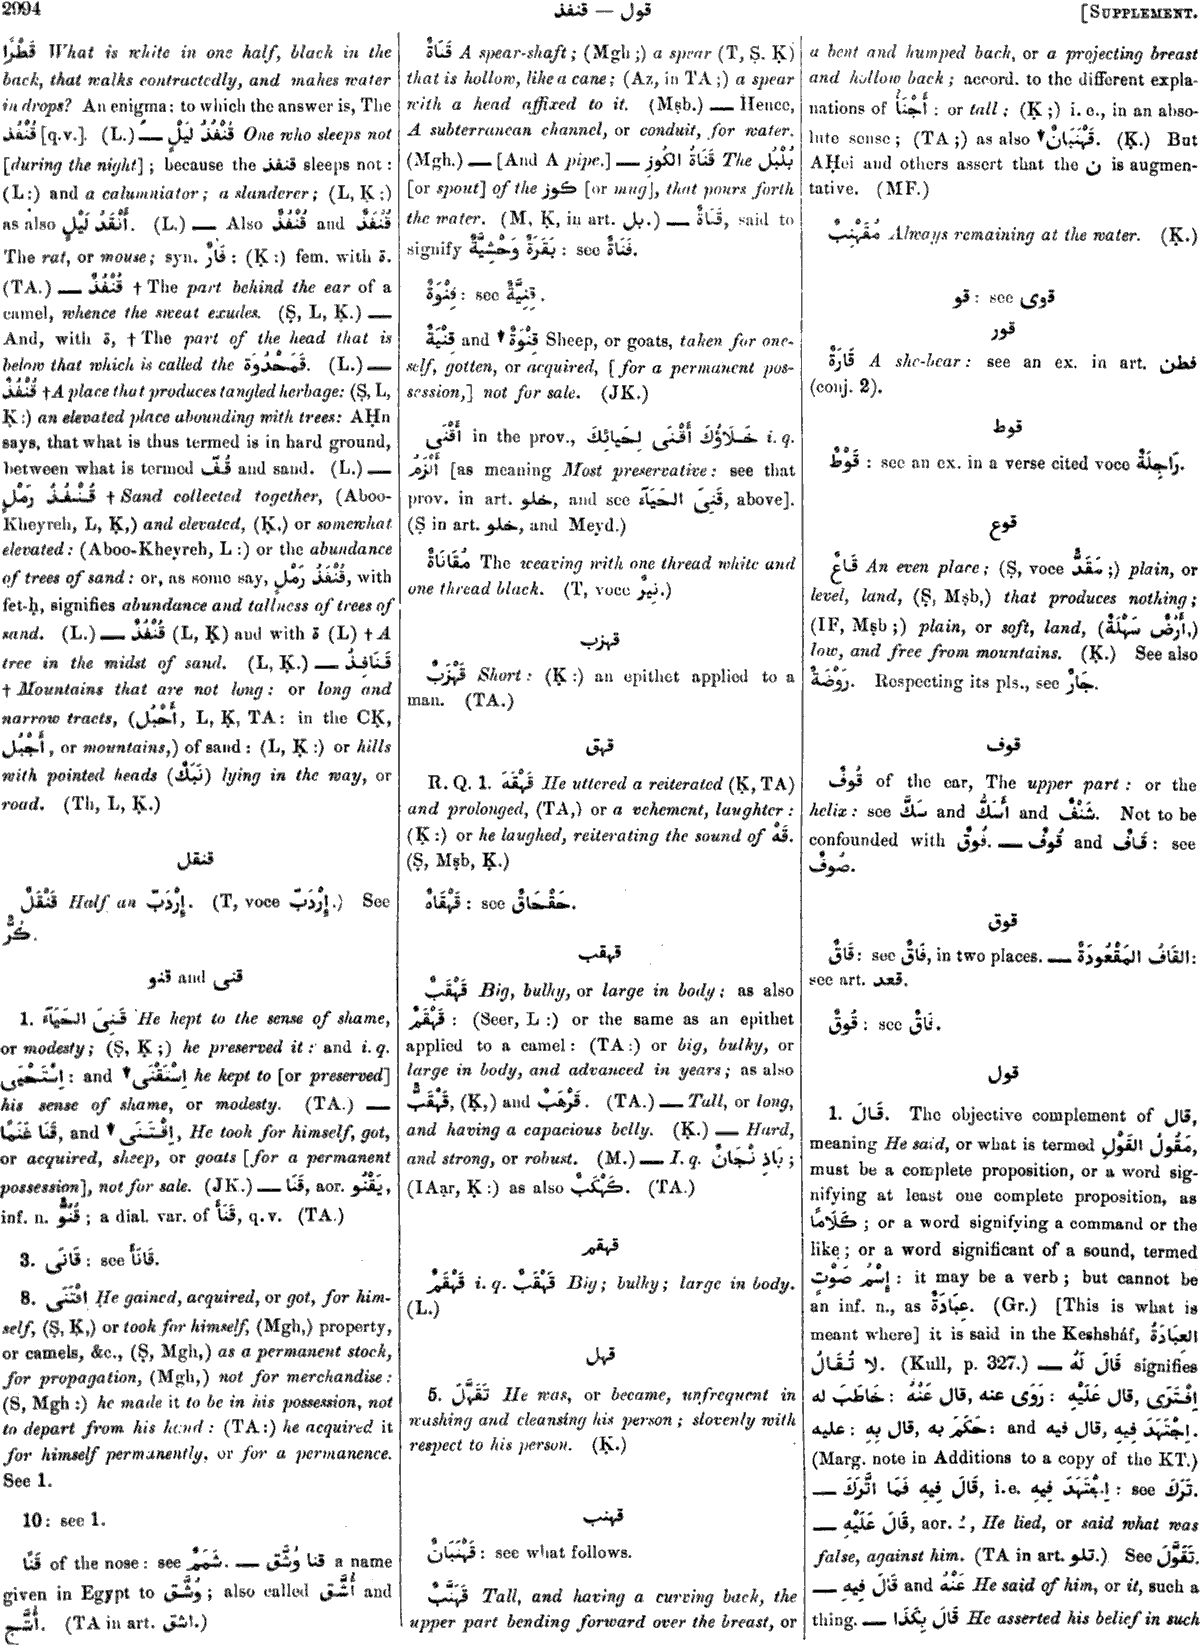 2994
قول — قنفذ
[SUPPLEMENT.
قَطْرًا What is white in one half, black in the
back, that walks contractedly, and makes water
in drops? An enigma: to which the answer is, The
قُنْفُذ [q.v.]. (L.) — قُنْفُذُ لَيْلٍ One who sleeps not
[during the night]; because the قنفذ sleeps not:
(L:) and a calumniator; a slanderer; (L, Ḳ:)
as also أَنْقَدُ لَيْلٍ. (L.) — Also قُنْفُذٌ and قُنْفَذٌ
The rat, or mouse; syn. فَأْرٌ: (Ḳ:) fem. with ة.
(TA.) — قُنْفُذٌ † The part behind the ear of a
camel, whence the sweat exudes. (Ṣ, L, Ḳ.) —
And, with ة, † The part of the head that is
below that which is called the قَمَحْدُوَة. (L.) —
قُنْفُذٌ † A place that produces tangled herbage: (Ṣ, L,
Ḳ:) an elevated place abounding with trees: AḤn
says, that what is thus termed is in hard ground,
between what is termed قُفّ and sand. (L.) —
قُنْفُذُ رَمْلٍ † Sand collected together, (Aboo-
Kheyreh, L, Ḳ,) and elevated, (Ḳ.) or somewhat
elevated: (Aboo-Kheyreh, L:) or the abundance
of trees of sand: or, as some say, قُنْفَذُ رَمْلٍ, with
fet-ḥ, signifies abundance and tallness of trees of
sand. (L.) — قُنْفُذٌ (L, Ḳ) and with ة (L) † A
tree in the midst of sand. (L, Ḳ.) — قَنَافِذُ
† Mountains that are not long: or long and
narrow tracts, (أَحْبُل, L, Ḳ, TA: in the CḲ,
أَجْبُل, or mountains,) of sand: (L, Ḳ:) or hills
with pointed heads (نَبَكٌ) lying in the way, or
road. (Th, L, Ḳ.)
قنقل
قَنْقَلٌ Half an إِرْدَبّ. (T, voce إِرْدَبّ.) See
كُرٌّ.
قنى and قنو
1. قَنِىَ الحَيَآءَ He kept to the sense of shame,
or modesty; (Ṣ, Ḳ;) he preserved it: and i. q.
اِسْتَحْيَى: and ▾ اِسْتَقْنَى he kept to [or preserved]
his sense of shame, or modesty. (TA.) —
قَنَا غَنَمًا, and ▾ اِقْتَنَى, He took for himself, got,
or acquired, sheep, or goats [for a permanent
possession], not for sale. (JK.) — قَنَا, aor. يَقْنُو,
inf. n. قُنُوٌّ; a dial. var. of قَنَأَ, q. v. (TA.)
3. قَانَى: see قَانَأَ.
8. اِقْتَنَى He gained, acquired, or got, for him-
self, (Ṣ, Ḳ,) or took for himself, (Mgh,) property,
or camels, &c., (Ṣ, Mgh,) as a permanent stock,
for propagation, (Mgh,) not for merchandise:
(S, Mgh:) he made it to be in his possession, not
to depart from his hand: (TA:) he acquired it
for himself permanently, or for a permanence.
See 1.
10: see 1.
قَنًا of the nose: see شَمَمٌ. — قنا وُشَّق a name
given in Egypt to وُشَّق; also called أُشَّق and
أُشَّج. (TA in art. اشق.)
قَنَاةٌ A spear-shaft; (Mgh;) a spear (T, Ṣ. Ḳ)
that is hollow, like a cane; (Az, in TA;) a spear
with a head affixed to it. (Mṣb.) — Hence,
A subterranean channel, or conduit, for water.
(Mgh.) — [And A pipe.] — قَنَاةُ الكُوزِ The بُلْبُل
[or spout] of the كوز [or mug], that pours forth
the water. (M, Ḳ, in art. بل.) — قَنَاةٌ, said to
signify بَقَرَةٌ وَحْشِيَّةٌ: see قَنَاةٌ.
قِنْوَةٌ: see قِنِيَّةٌ.
قِنْيَةٌ and ▾ قِنْوَةٌ Sheep, or goats, taken for one-
self, gotten, or acquired, [for a permanent pos-
session,] not for sale. (JK.)
أَقْنَى in the prov., خَلَاؤُكَ أَقْنَى لِحَيَائِكَ i. q.
أَلْزَمُ [as meaning Most preservative: see that
prov. in art. خلو, and see قَنِىَ الحَيَآءَ, above].
(Ṣ in art. خلو, and Meyd.)
مُقَانَاةٌ The weaving with one thread white and
one thread black. (T, voce نِيرٌ.)
قهزب
قَهْزَبٌ Short: (Ḳ:) an epithet applied to a
man. (TA.)
قهق
R. Q. 1. قَهْقَهَ He uttered a reiterated (Ḳ, TA)
and prolonged, (TA,) or a vehement, laughter:
(Ḳ:) or he laughed, reiterating the sound of قَهْ.
(Ṣ, Mṣb, Ḳ.)
قَهْقَاهٌ: see حَقْحَاقٌ.
قهقب
قَهْقَبٌ Big, bulky, or large in body: as also
قَهْقَمٌ: (Seer, L:) or the same as an epithet
applied to a camel: (TA:) or big, bulky, or
large in body, and advanced in years; as also
قَهْقَبٌّ, (Ḳ,) and قَرْهَبٌ. (TA.) — Tall, or long,
and having a capacious belly. (Ḳ.) — Hard,
and strong, or robust. (M.) — I. q. بَاذِنْجَانٌ;
(IAạr, Ḳ:) as also كَهْكَبٌ. (TA.)
قهقم
قَهْقَمٌّ i. q. قَهْقَبٌّ Big; bulky; large in body.
(L.)
قهل
5. تَقَهَّلَ He was, or became, unfrequent in
washing and cleansing his person; slovenly with
respect to his person. (Ḳ.)
قهنب
قَهْنَبَانٌ: see what follows.
قَهَنَّبٌ Tall, and having a curving back, the
upper part bending forward over the breast, or
a bent and humped back, or a projecting breast
and hollow back; accord. to the different expla-
nations of أَجْنَأُ: or tall: (Ḳ;) i. e., in an abso-
lute sense; (TA;) as also ▾ قَهْنَبَانٌ. (Ḳ.) But
AḤei and others assert that the ن is augmen-
tative. (MF.)
مُقَهْنِبٌ Always remaining at the water. (Ḳ.)
قو: see قوى
قور
قَارَةٌ A she-bear: see an ex. in art. فطن
(conj. 2).
قوط
قَوْطٌ: see an ex. in a verse cited voce رَاجِلَةٌ.
قوع
قَاعٌ An even place; (Ṣ, voce مَقَدٌّ;) plain, or
level, land, (Ṣ, Mṣb,) that produces nothing;
(IF, Mṣb;) plain, or soft, land, (أَرْضٌ سَهْلَةٌ,)
low, and free from mountains. (Ḳ.) See also
رَوْضَةٌ. Respecting its pls., see جَارٌ.
قوف
قُوفٌ of the ear, The upper part: or the
helix: see سَكَّ and أَسَكُّ and شَنْفٌ. Not to be
confounded with فُوقٌ. — قُوفٌ and قَافٌ: see
صُوفٌ.
قوق
قَاقٌ: see فَاقٌ, in two places. — القَافُ المَقْعُودَةُ:
see art. قعد.
قُوقٌ: see فَاقٌ.
قول
1. قَالَ. The objective complement of قال,
meaning He said, or what is termed مَقُولُ القَوْلِ,
must be a complete proposition, or a word sig-
nifying at least one complete proposition, as
كَلَامًا; or a word signifying a command or the
like; or a word significant of a sound, termed
إِسْمُ صَوْتٍ: it may be a verb; but cannot be
an inf. n., as عِبَادَةٌ. (Gr.) [This is what is
meant where] it is said in the Keshsháf, العِبَادَةُ
لا تُقَالُ. (Kull, p. 327.) — قَالَ لَهُ signifies
خَاطَبَ له: قال عَنْهُ, رَوَى عنه: قال عَلَيْهِ, اِفْتَرَى
عليه: قال بِهِ, حَكَمَ به: and قال فيه, اِجْتَهَدَ فيه.
(Marg. note in Additions to a copy of the KT.)
— قَالَ فِيهِ فَمَا اتَّرَكَ, i.e. اِجْتَهَدَ فِيهِ: see تَرَكَ.
— قَالَ عَلَيْهِ, aor. ـُ, He lied, or said what was
false, against him. (TA in art. تلو.) See تَقَوَّلَ.
— قَالَ فِيهِ and عَنْهُ He said of him, or it, such a
thing. — قَالَ بِكَذَا He asserted his belief in such